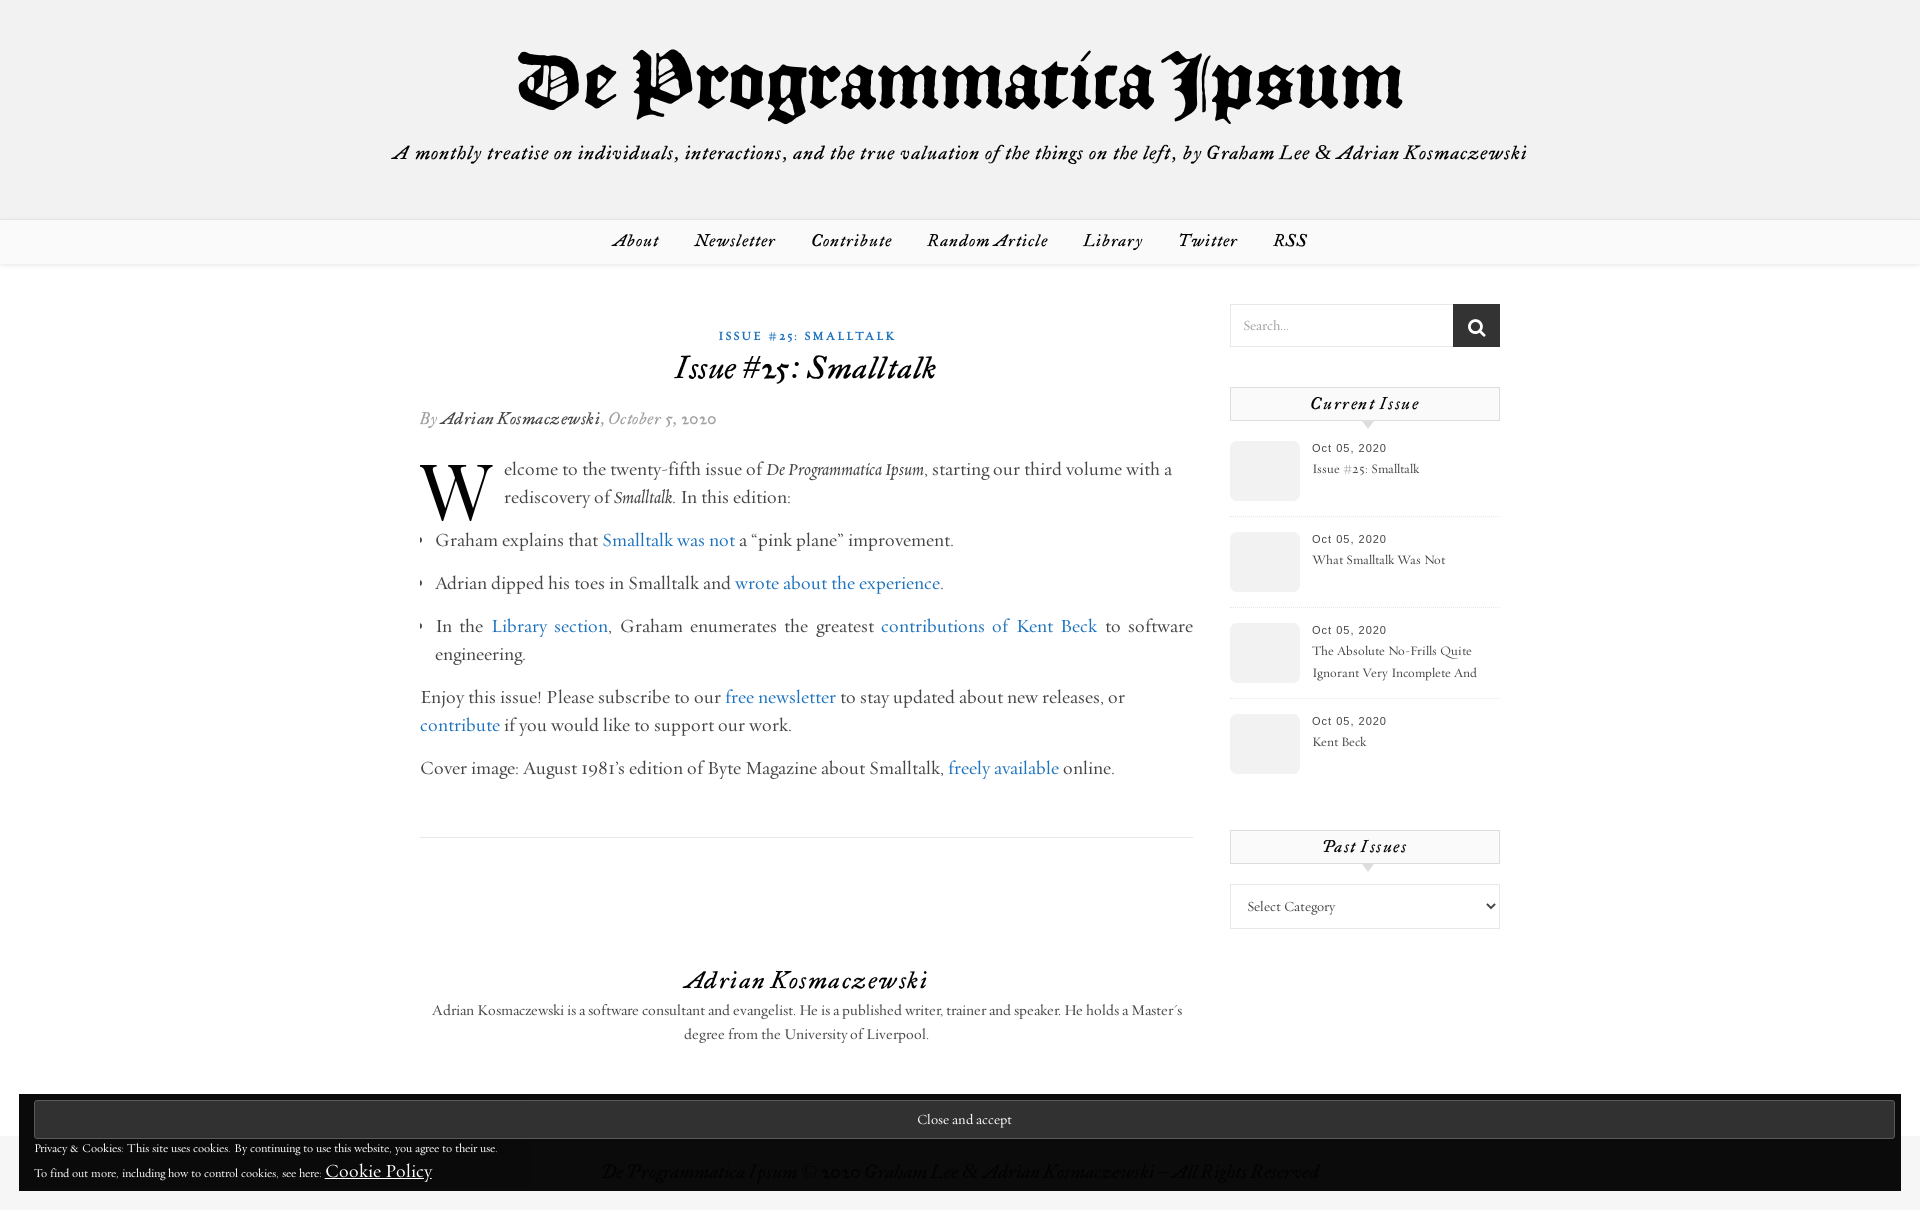 De Programmatica Ipsum
A monthly treatise on individuals, interactions, and the true valuation of the things on the left, by Graham Lee & Adrian Kosmaczewski
About Newsletter Contribute Random Article Library Twitter RSS
ISSUE #25: SMALLTALK
Issue #25: Smalltalk
By Adrian Kosmaczewski, October 5, 2020
Welcome to the twenty-fifth issue of De Programmatica Ipsum, starting our third volume with a
rediscovery of Smalltalk. In this edition:
Graham explains that Smalltalk was not a “pink plane” improvement.
Adrian dipped his toes in Smalltalk and wrote about the experience.
In the Library section, Graham enumerates the greatest contributions of Kent Beck to software
engineering.
Enjoy this issue! Please subscribe to our free newsletter to stay updated about new releases, or
contribute if you would like to support our work.
Cover image: August 1981’s edition of Byte Magazine about Smalltalk, freely available online.
Adrian Kosmaczewski
Adrian Kosmaczewski is a software consultant and evangelist. He is a published writer, trainer and speaker. He holds a Master´s
degree from the University of Liverpool.
Search...
Current Issue
Oct 05, 2020
Issue #25: Smalltalk
Oct 05, 2020
What Smalltalk Was Not
Oct 05, 2020
The Absolute No-Frills Quite
Ignorant Very Incomplete And
Oct 05, 2020
Kent Beck
Past Issues
Select Category
Close and accept
Privacy & Cookies: This site uses cookies. By continuing to use this website, you agree to their use.
To find out more, including how to control cookies, see here: Cookie Policy
De Programmatica Ipsum © 2020 Graham Lee & Adrian Kosmaczewski – All Rights Reserved